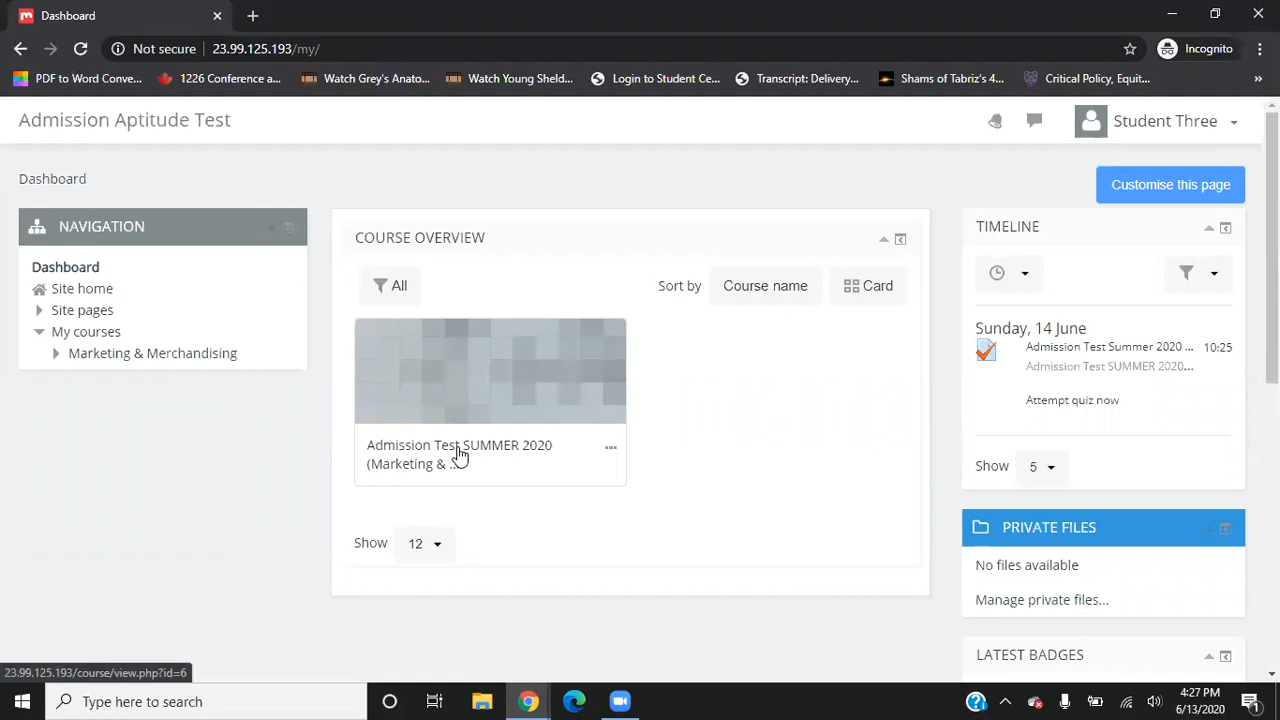 Dashboard
Not secure
23.99.125.193/my/
Incognito
PDF to Word Conve...
1226 Conference a...
Watch Grey's Anato...
Watch Young Sheld...
Login to Student Ce...
Transcript: Delivery...
Shams of Tabriz's 4...
Critical Policy, Equit...
Admission Aptitude Test
Student Three
Dashboard
Customise this page
NAVIGATION
Dashboard
Site home
Site pages
My courses
Marketing & Merchandising
COURSE OVERVIEW
All
Sort by
Course name
Card
Admission Test SUMMER 2020
(Marketing & ...
Show
12
TIMELINE
Sunday, 14 June
Admission Test Summer 2020 ...
10:25
Admission Test SUMMER 2020...
Attempt quiz now
Show
5
PRIVATE FILES
No files available
Manage private files...
LATEST BADGES
23.99.125.193/course/view.php?id=6
Type here to search
4:27 PM
6/13/2020
1